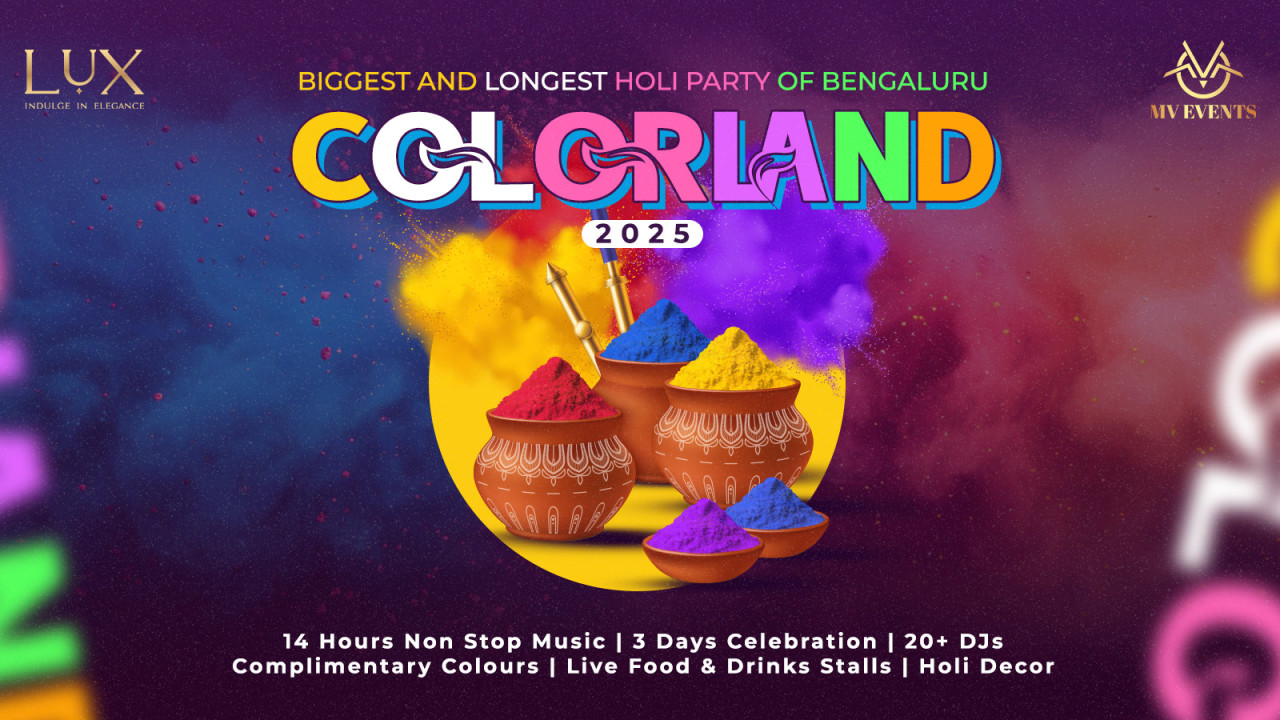 LUX
INDULGE IN ELEGANCE
MV EVENTS
BIGGEST AND LONGEST HOLI PARTY OF BENGALURU
COLORLAND
2025
14 Hours Non Stop Music | 3 Days Celebration | 20+ DJs
Complimentary Colours | Live Food & Drinks Stalls | Holi Decor